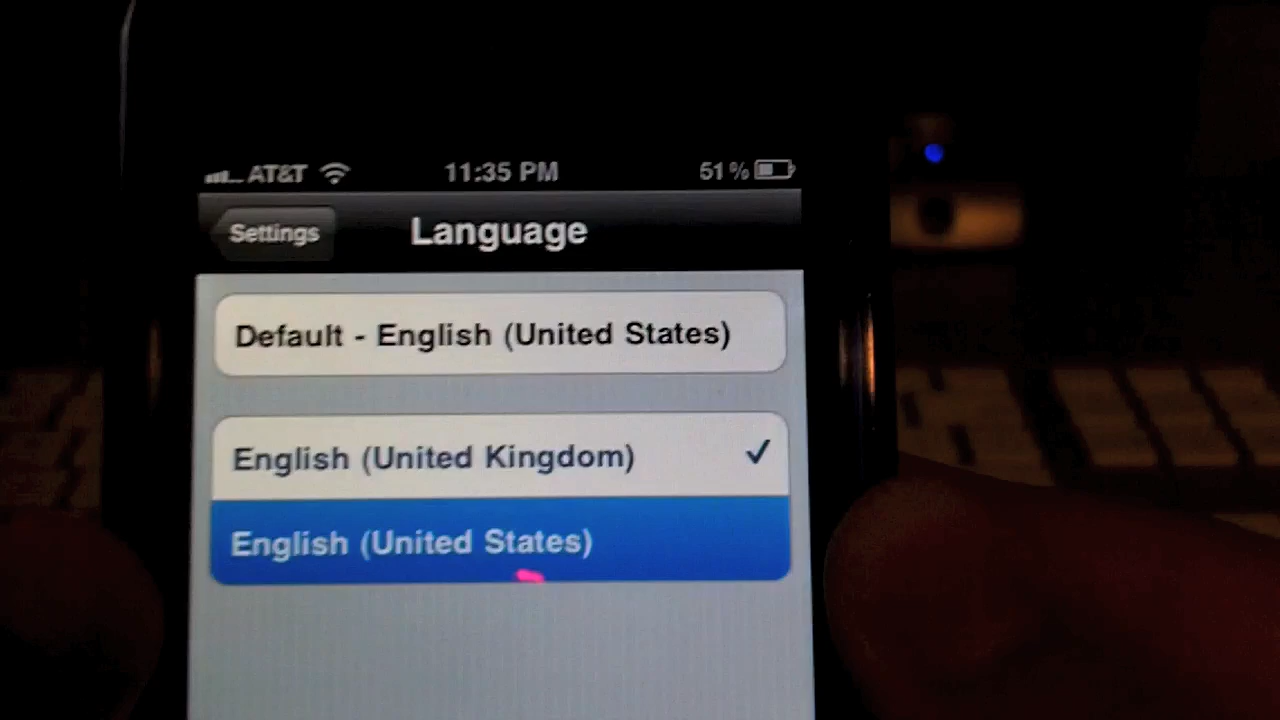 AT&T 11:35 PM 51%
Settings Language
Default - English (United States)
English (United Kingdom)
English (United States)